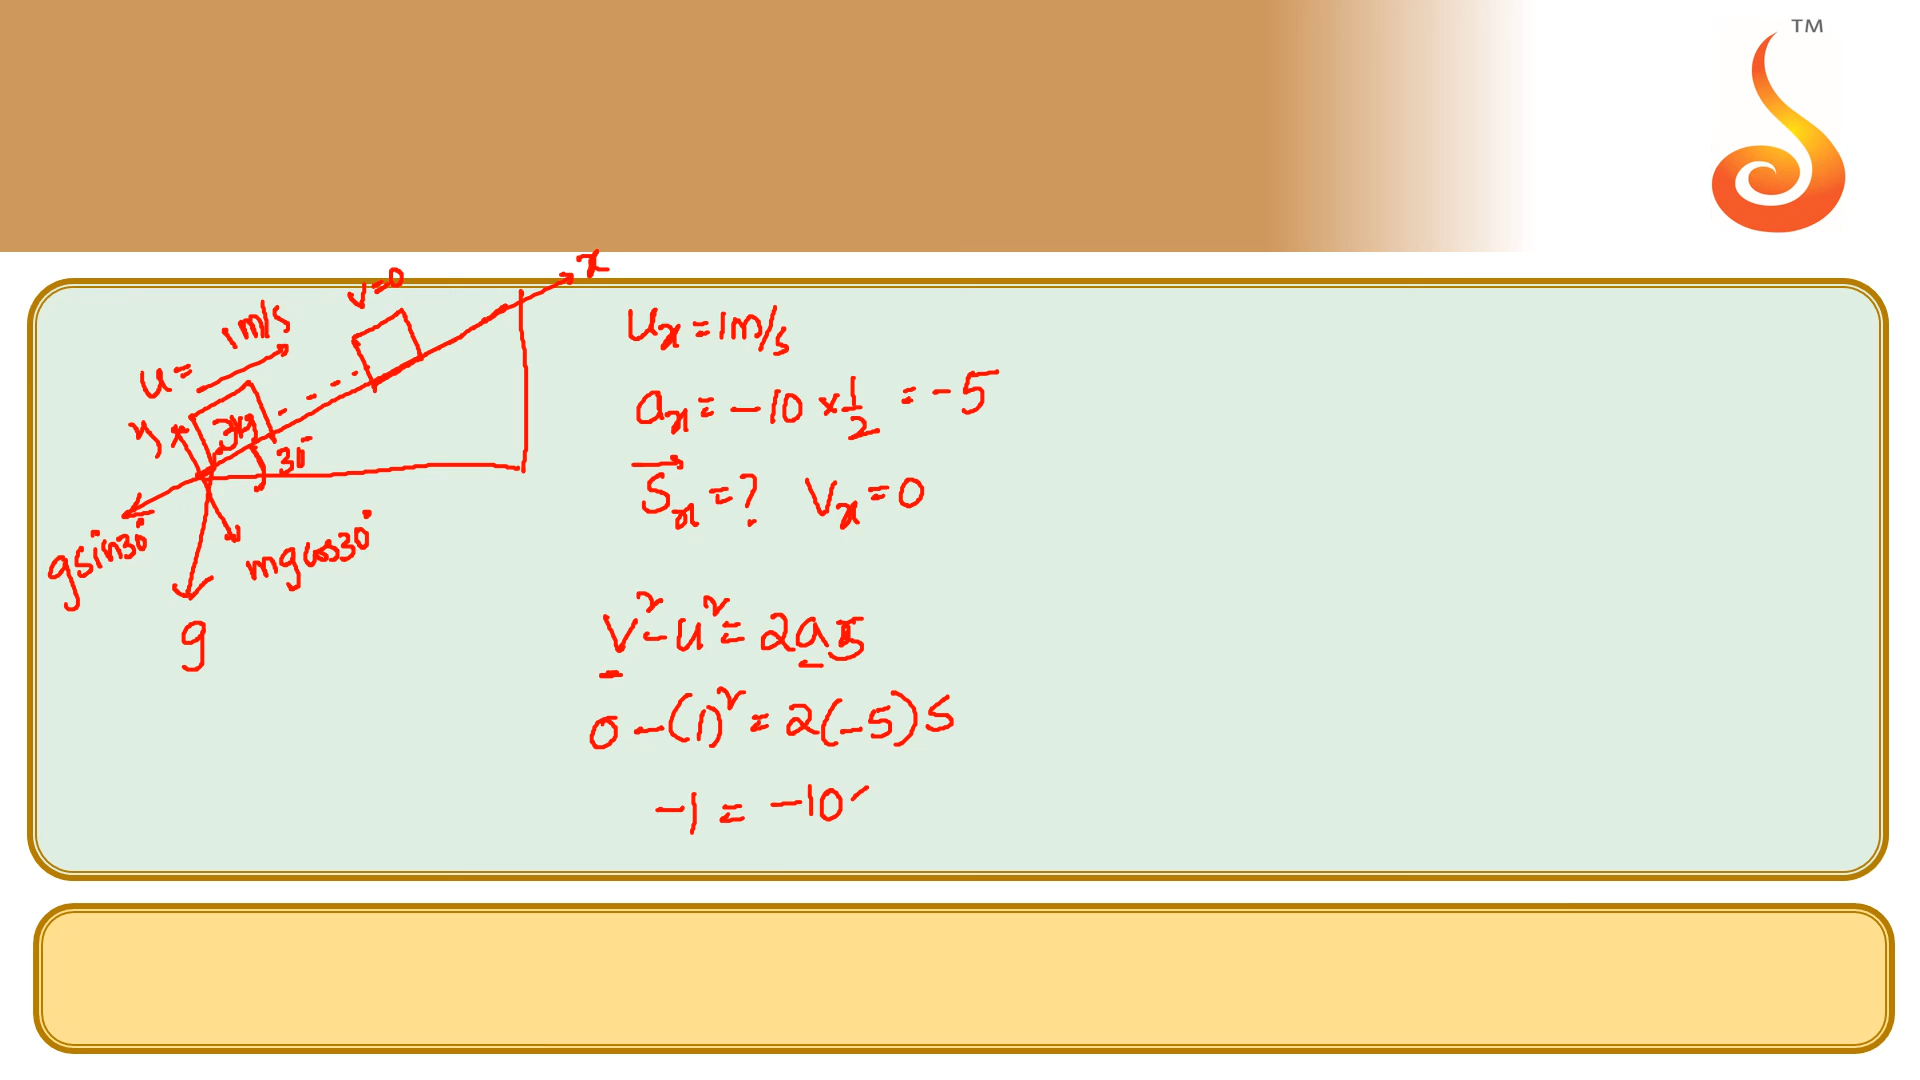 TM
x
v=0
1m/s
u=
y
30°
gsin30°
mgcos30°
g
uₓ = 1m/s
aₓ = -10 × 1/2 = -5
Sₓ = ? Vₓ = 0
v² - u² = 2as
0 - (1)² = 2(-5)S
-1 = -10